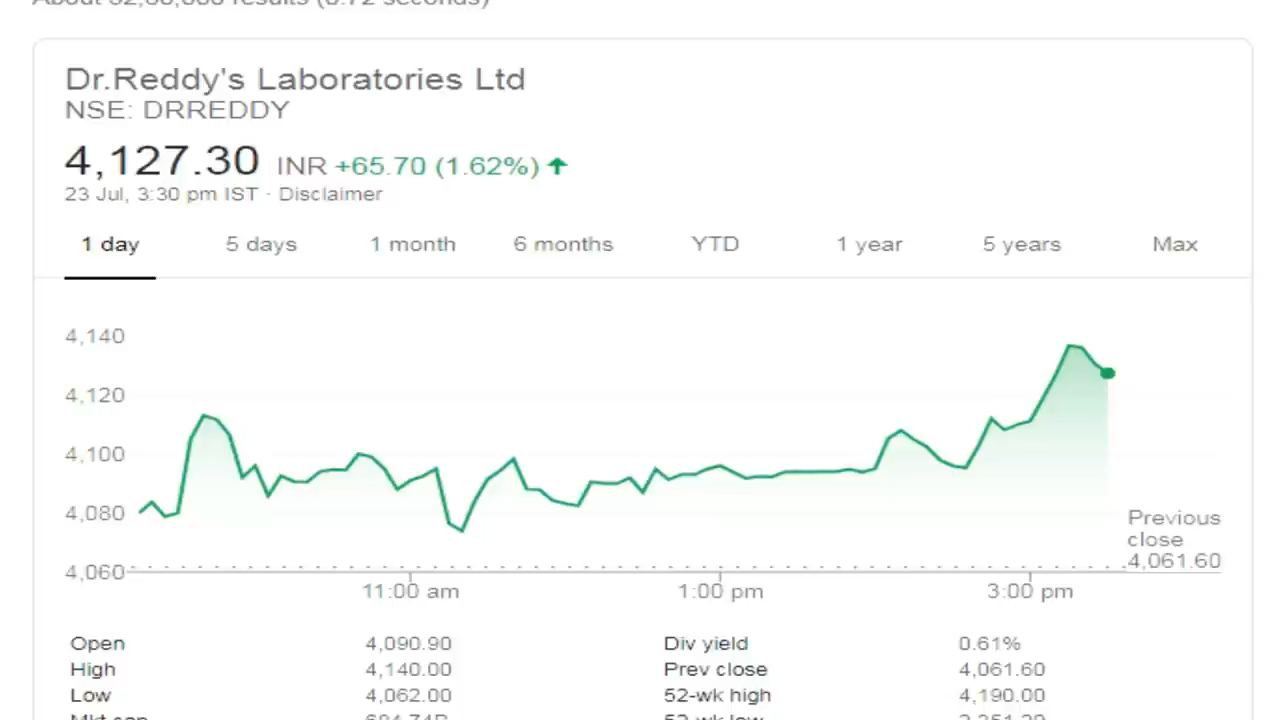 Dr.Reddy's Laboratories Ltd
NSE: DRREDDY
4,127.30 INR +65.70 (1.62%)
23 Jul, 3:30 pm IST · Disclaimer
1 day 5 days 1 month 6 months YTD 1 year 5 years Max
4,140
4,120
4,100
4,080
4,060
Previous
close
4,061.60
11:00 am 1:00 pm 3:00 pm
Open 4,090.90 Div yield 0.61%
High 4,140.00 Prev close 4,061.60
Low 4,062.00 52-wk high 4,190.00